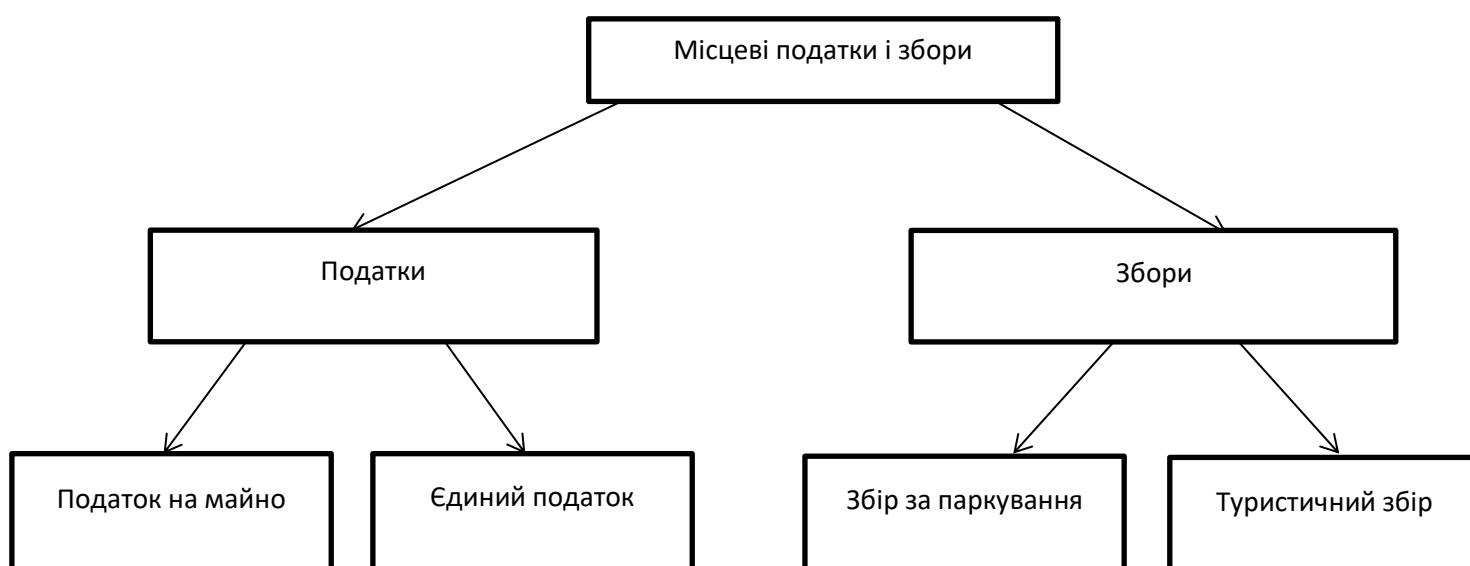 Місцеві податки і збори
Податки
Збори
Податок на майно
Єдиний податок
Збір за паркування
Туристичний збір